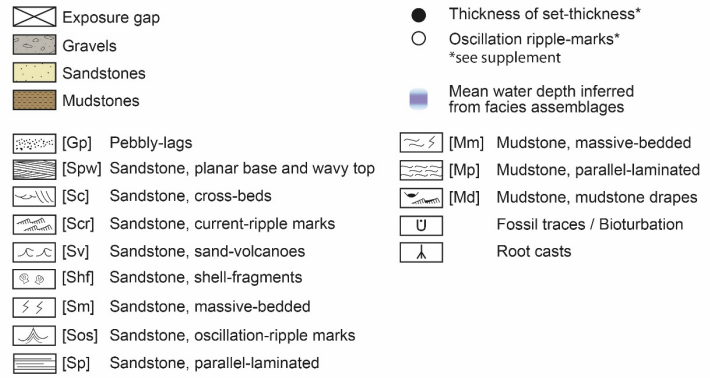 Exposure gap
Gravels
Sandstones
Mudstones
Thickness of set-thickness*
Oscillation ripple-marks*
*see supplement
Mean water depth inferred
from facies assemblages
[Gp] Pebbly-lags
[Spw] Sandstone, planar base and wavy top
[Sc] Sandstone, cross-beds
[Scr] Sandstone, current-ripple marks
[Sv] Sandstone, sand-volcanoes
[Shf] Sandstone, shell-fragments
[Sm] Sandstone, massive-bedded
[Sos] Sandstone, oscillation-ripple marks
[Sp] Sandstone, parallel-laminated
[Mm] Mudstone, massive-bedded
[Mp] Mudstone, parallel-laminated
[Md] Mudstone, mudstone drapes
Fossil traces / Bioturbation
Root casts